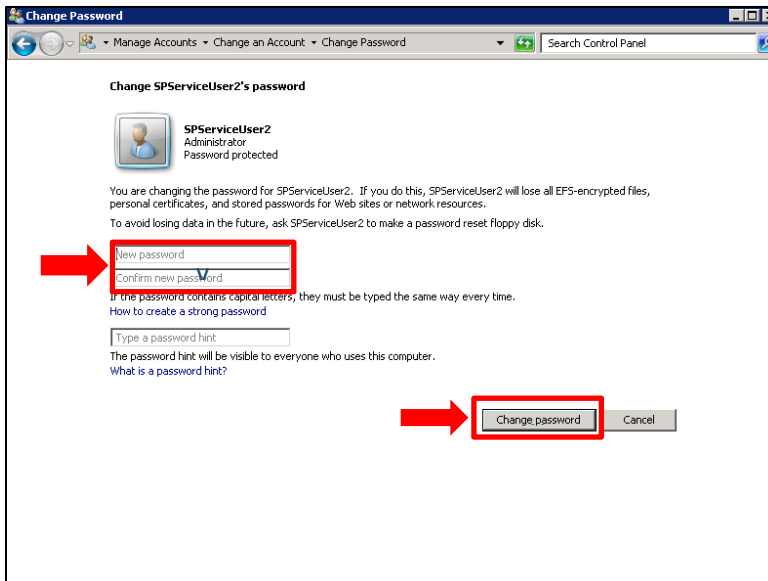 Change Password
Manage Accounts Change an Account Change Password
Search Control Panel
Change SPServiceUser2's password
SPServiceUser2
Administrator
Password protected
You are changing the password for SPServiceUser2. If you do this, SPServiceUser2 will lose all EFS-encrypted files,
personal certificates, and stored passwords for Web sites or network resources.
To avoid losing data in the future, ask SPServiceUser2 to make a password reset floppy disk.
New password
Confirm new password
V
If the password contains capital letters, they must be typed the same way every time.
How to create a strong password
Type a password hint
The password hint will be visible to everyone who uses this computer.
What is a password hint?
Change password
Cancel